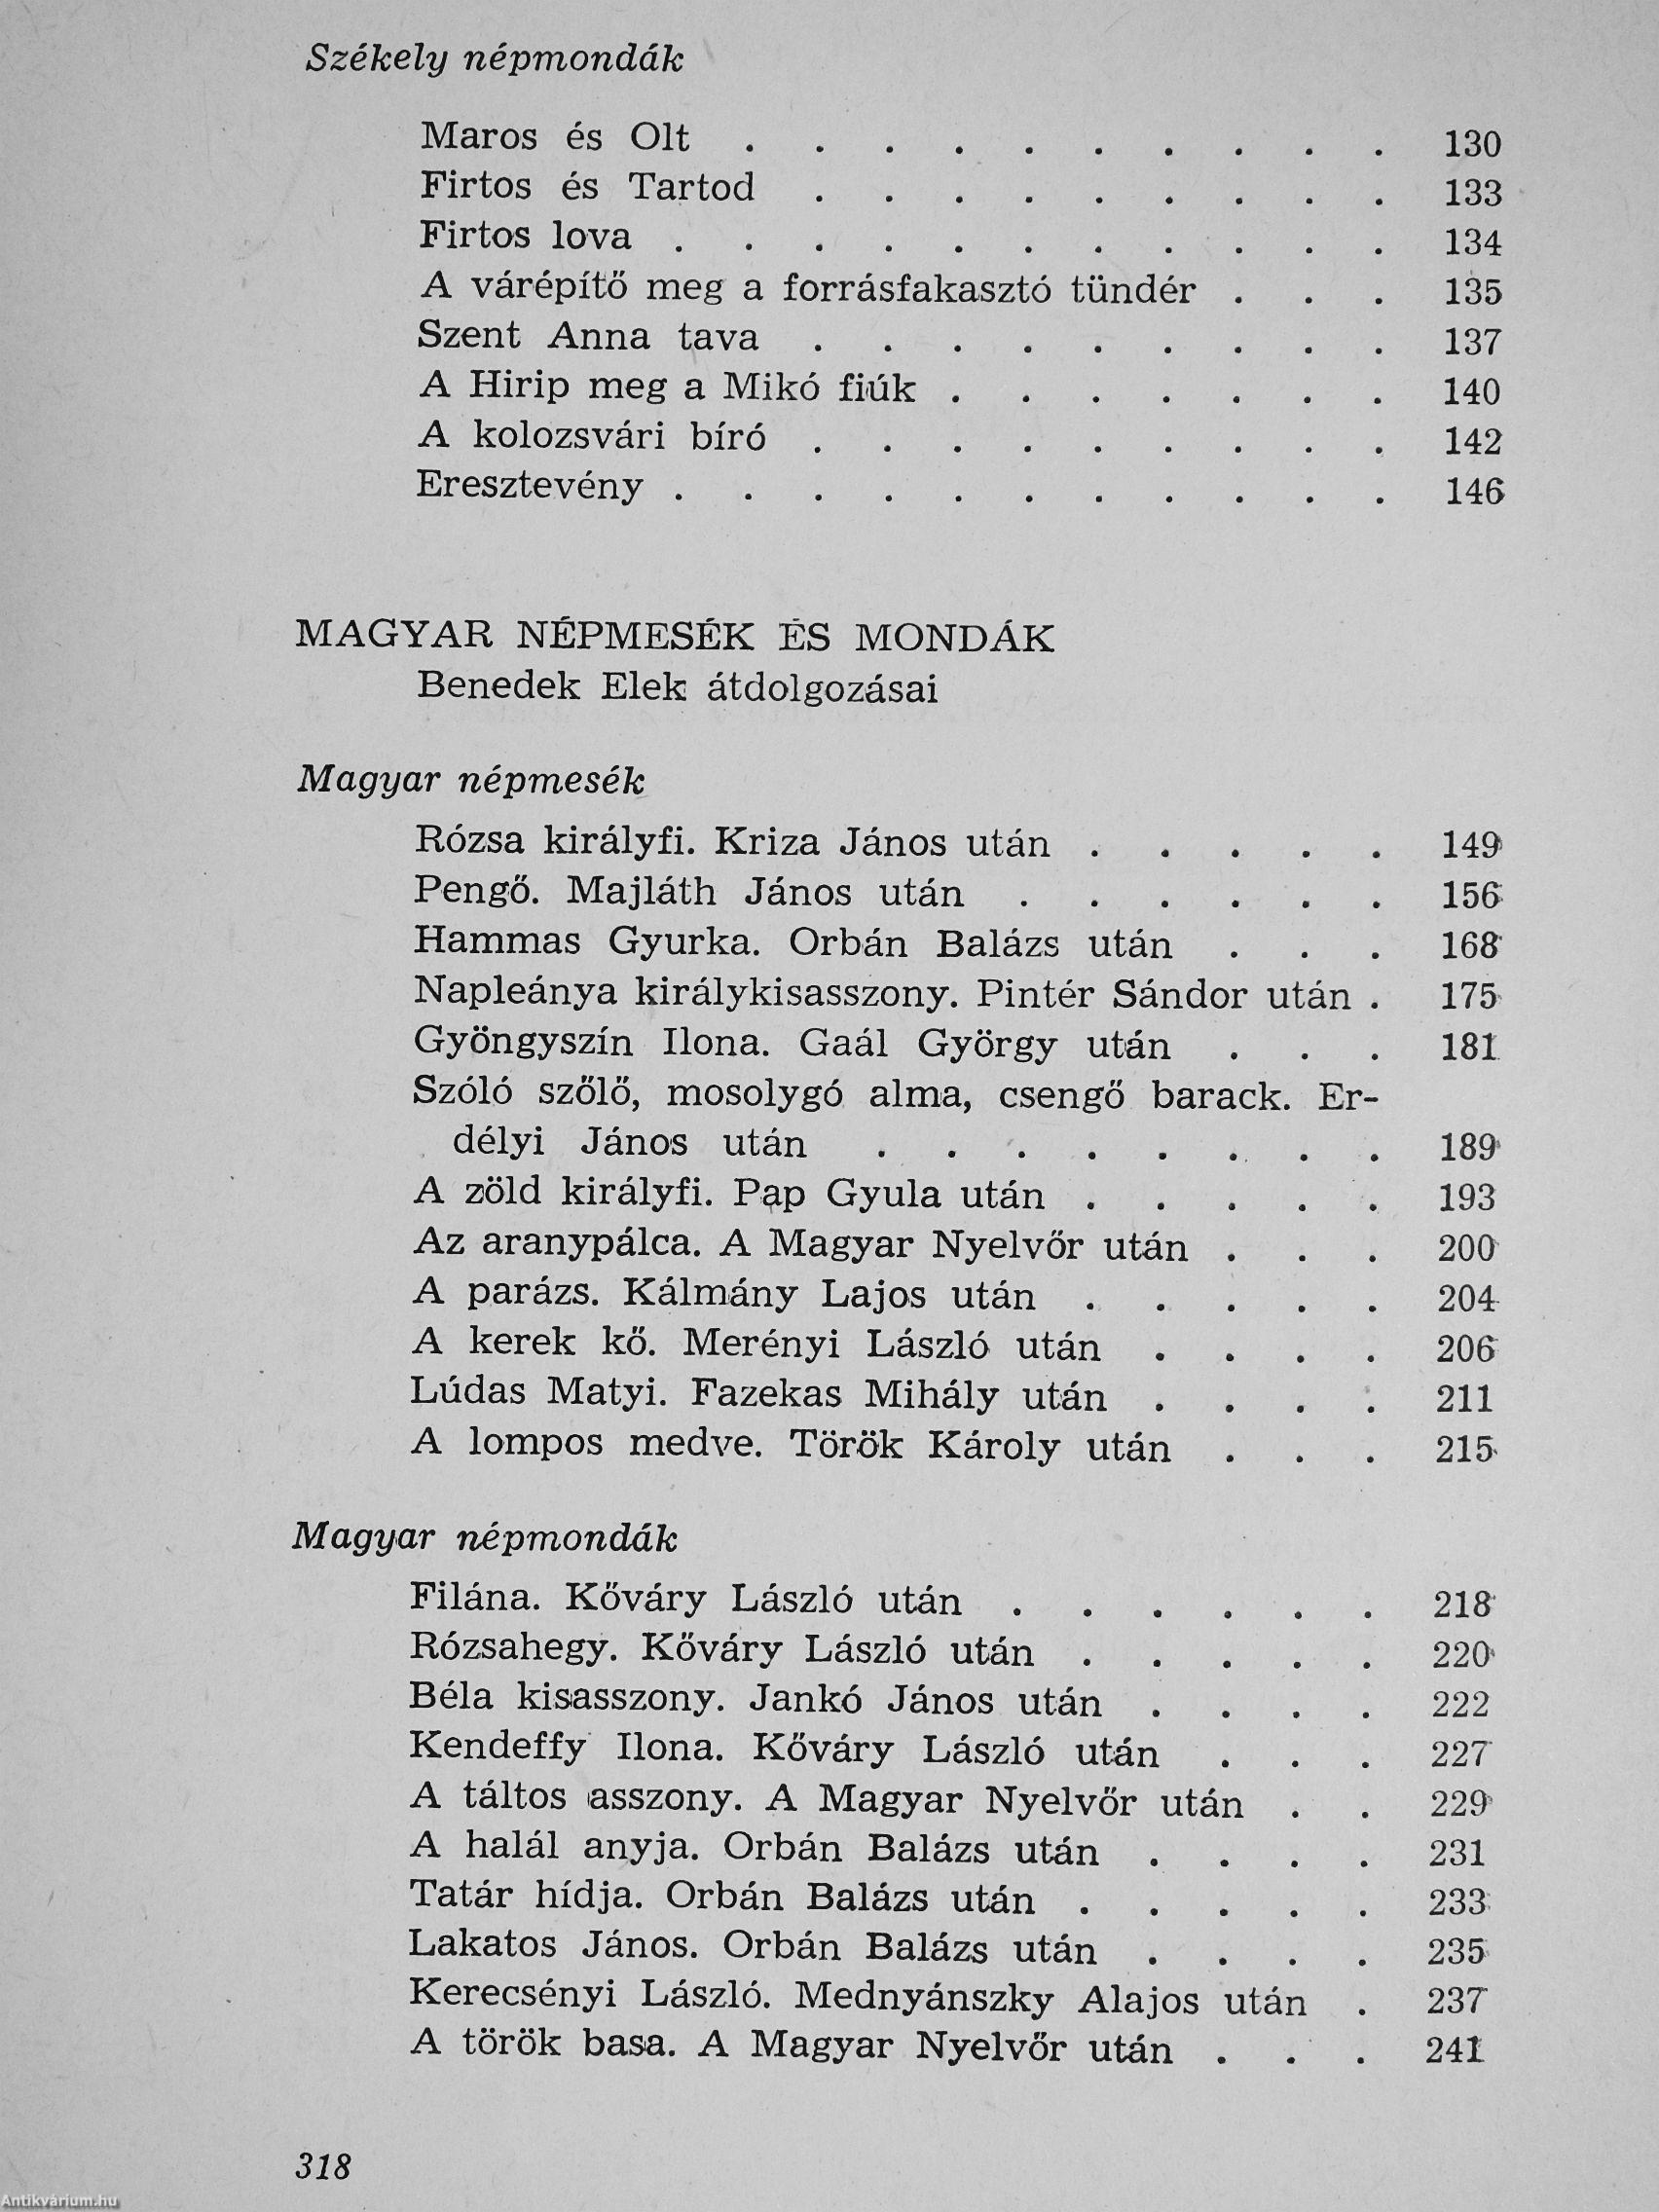 Székely népmondák
Maros és Olt . . . . . . . . . . 130
Firtos és Tartod . . . . . . . . . 133
Firtos lova . . . . . . . . . . . 134
A várépítő meg a forrásfakasztó tündér . . . 135
Szent Anna tava . . . . . . . . . 137
A Hirip meg a Mikó fiúk . . . . . . . 140
A kolozsvári bíró . . . . . . . . . 142
Eresztevény . . . . . . . . . . . 146
MAGYAR NÉPMESÉK ÉS MONDÁK
Benedek Elek átdolgozásai
Magyar népmesék
Rózsa királyfi. Kriza János után . . . . . 149
Pengő. Majláth János után . . . . . . 156
Hammas Gyurka. Orbán Balázs után . . . 168
Napleánya királykisasszony. Pintér Sándor után . 175
Gyöngyszín Ilona. Gaál György után . . . 181
Szóló szőlő, mosolygó alma, csengő barack. Er-
délyi János után . . . . . . . . 189
A zöld királyfi. Pap Gyula után . . . . . 193
Az aranypálca. A Magyar Nyelvőr után . . . 200
A parázs. Kálmány Lajos után . . . . . 204
A kerek kő. Merényi László után . . . . 206
Lúdas Matyi. Fazekas Mihály után . . . . 211
A lompos medve. Török Károly után . . . 215
Magyar népmondák
Filána. Kőváry László után . . . . . . 218
Rózsahegy. Kőváry László után . . . . . 220
Béla kisasszony. Jankó János után . . . . 222
Kendeffy Ilona. Kőváry László után . . . 227
A táltos asszony. A Magyar Nyelvőr után . . 229
A halál anyja. Orbán Balázs után . . . . 231
Tatár hídja. Orbán Balázs után . . . . . 233
Lakatos János. Orbán Balázs után . . . . 235
Kerecsényi László. Mednyánszky Alajos után . 237
A török basa. A Magyar Nyelvőr után . . . 241
318
Antikvárium.hu